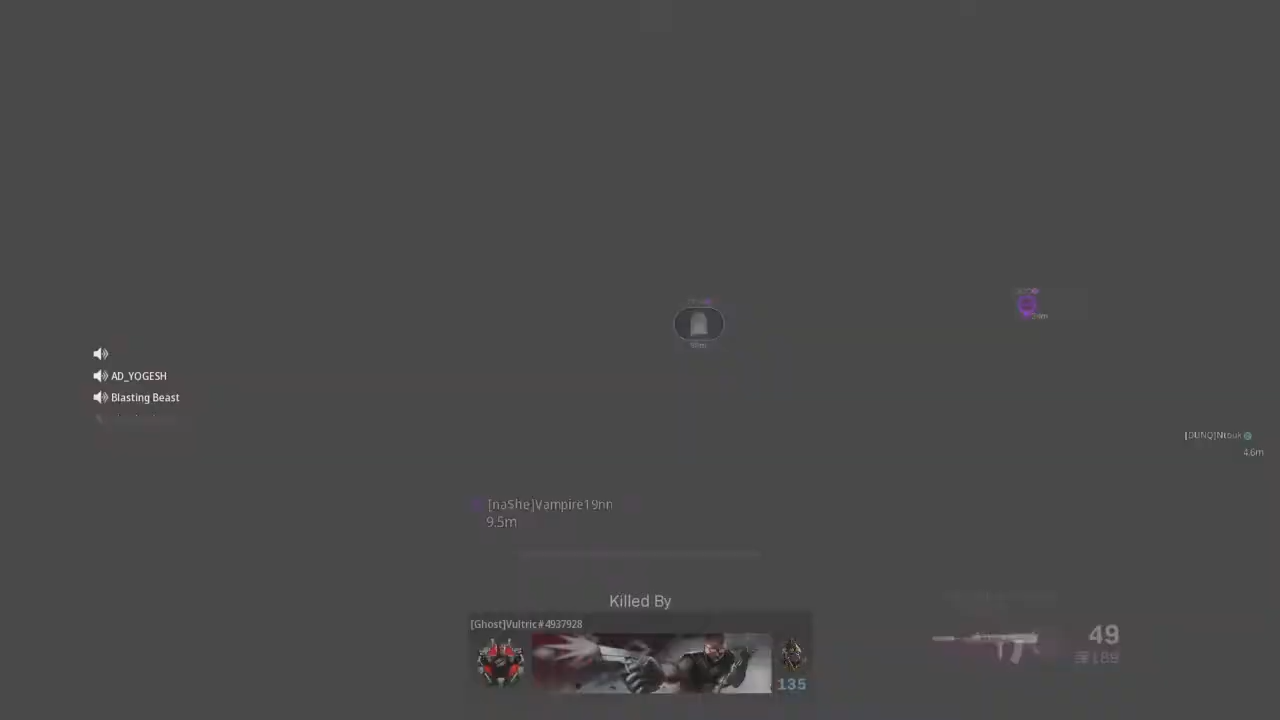 AD_YOGESH
Blasting Beast
[DUNQ]Ntouk
4.6m
[naShe]Vampire19nn
9.5m
Killed By
[Ghost]Vultric#4937928
135
49
189